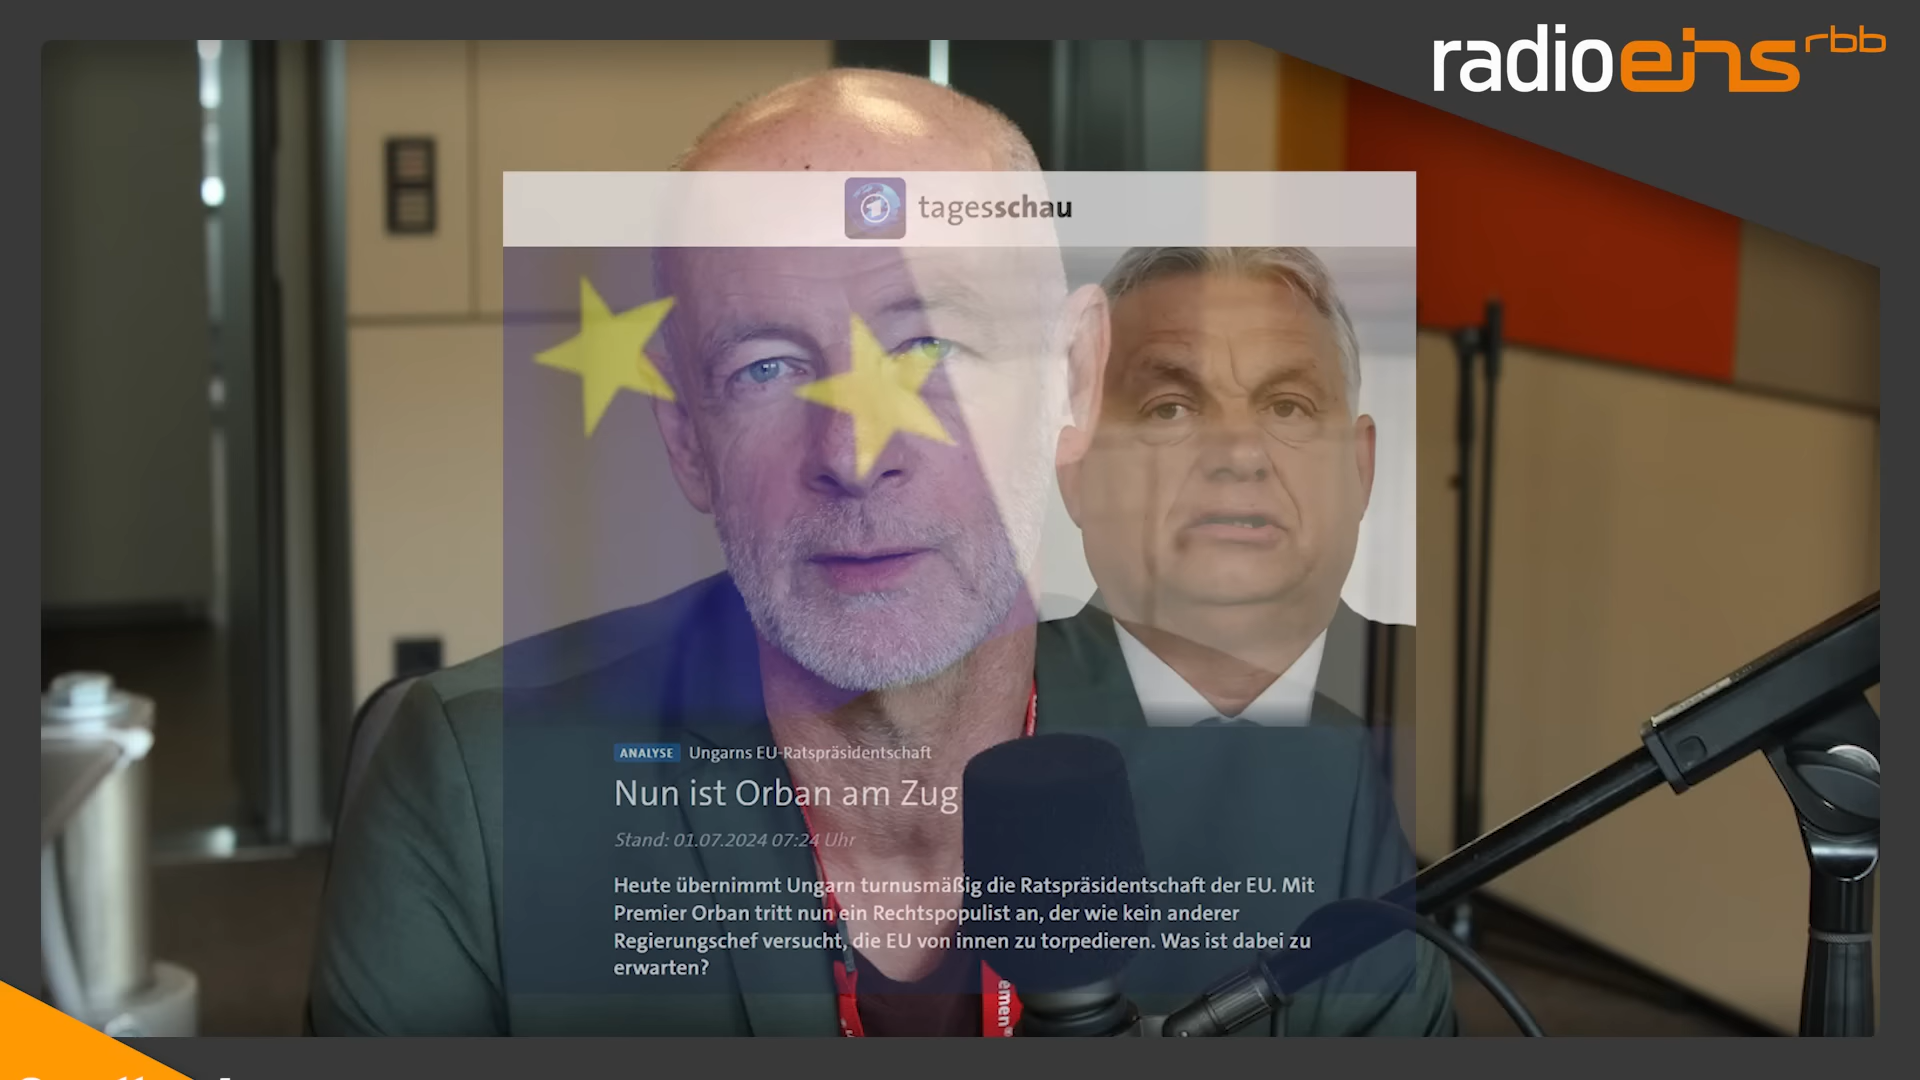 radioeins rbb
tagesschau
ANALYSE Ungarns EU-Ratspräsidentschaft
Nun ist Orban am Zug
Stand: 01.07.2024 07:24 Uhr
Heute übernimmt Ungarn turnusmäßig die Ratspräsidentschaft der EU. Mit
Premier Orban tritt nun ein Rechtspopulist an, der wie kein anderer
Regierungschef versucht, die EU von innen zu torpedieren. Was ist dabei zu
erwarten?
emen